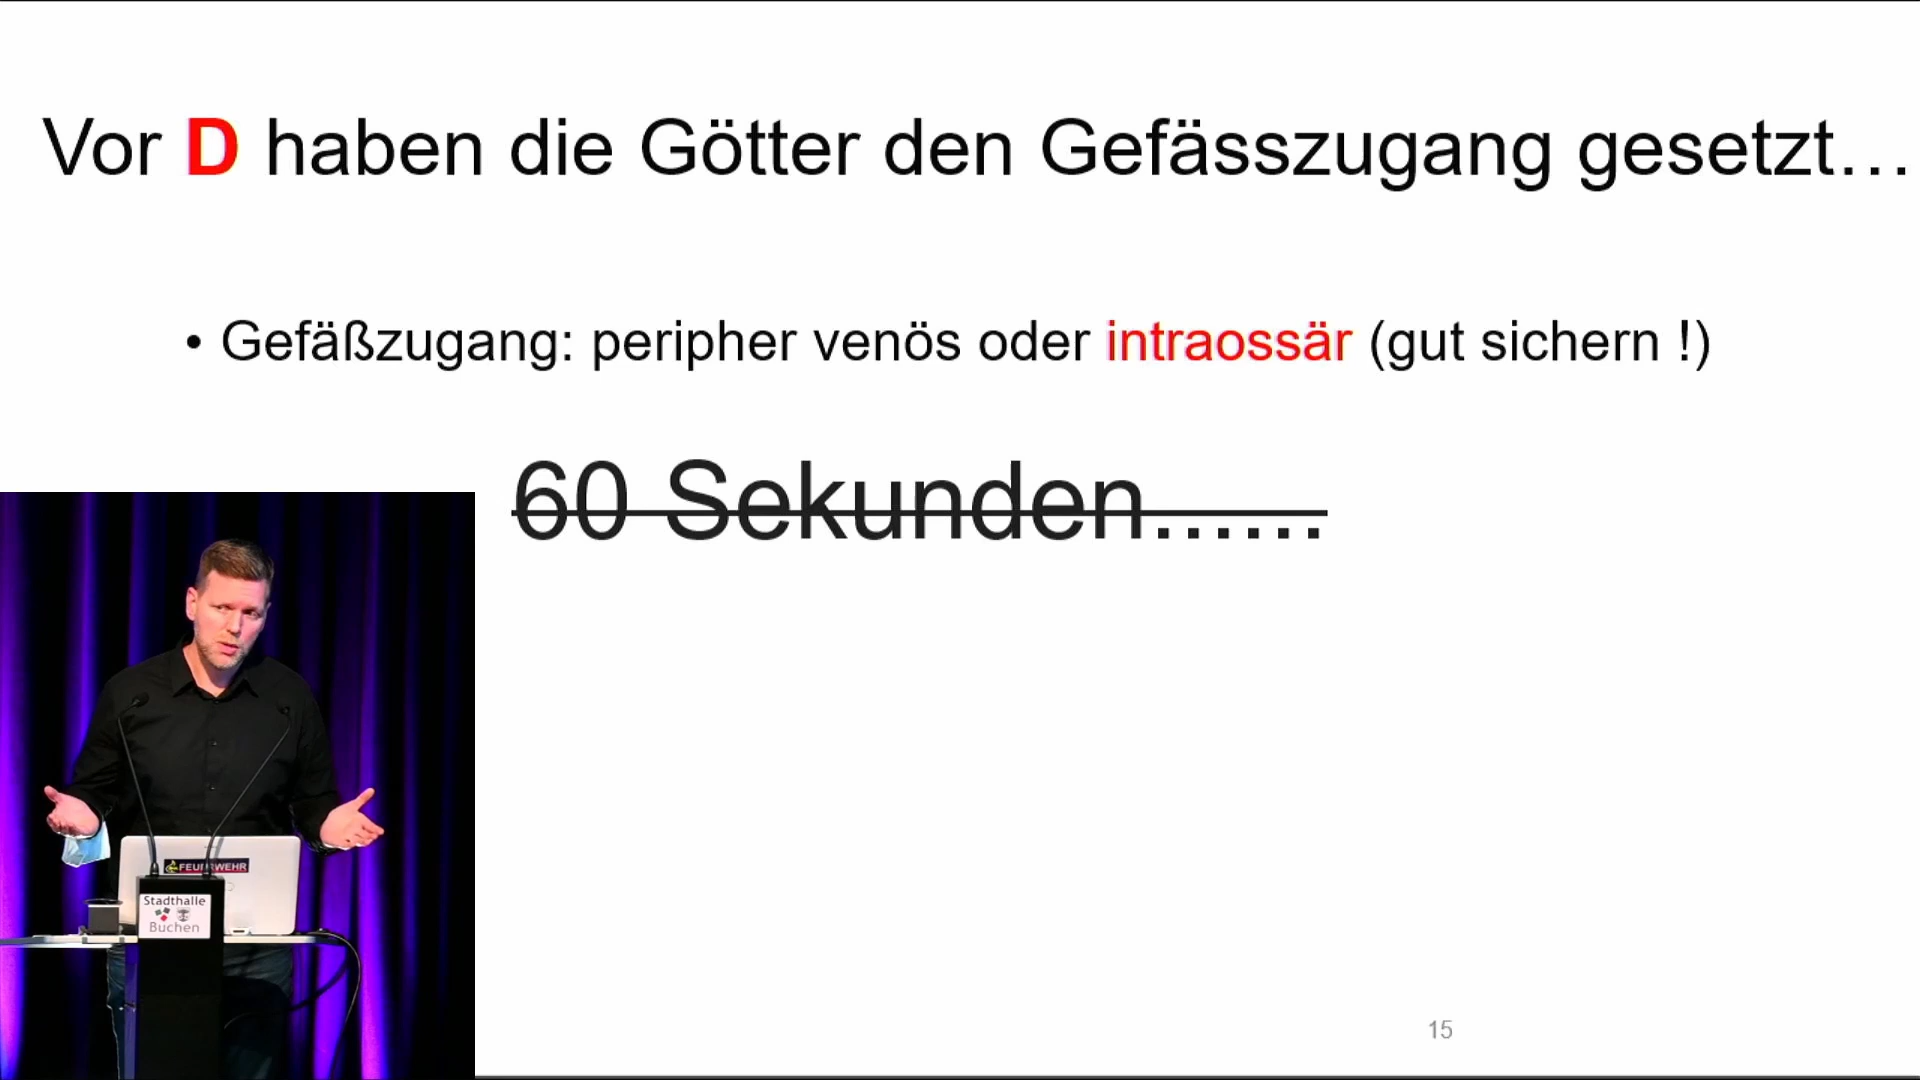 Vor D haben die Götter den Gefässzugang gesetzt…
• Gefäßzugang: peripher venös oder intraossär (gut sichern !)
60 Sekunden……
FEUERWEHR
Stadthalle
Buchen
15